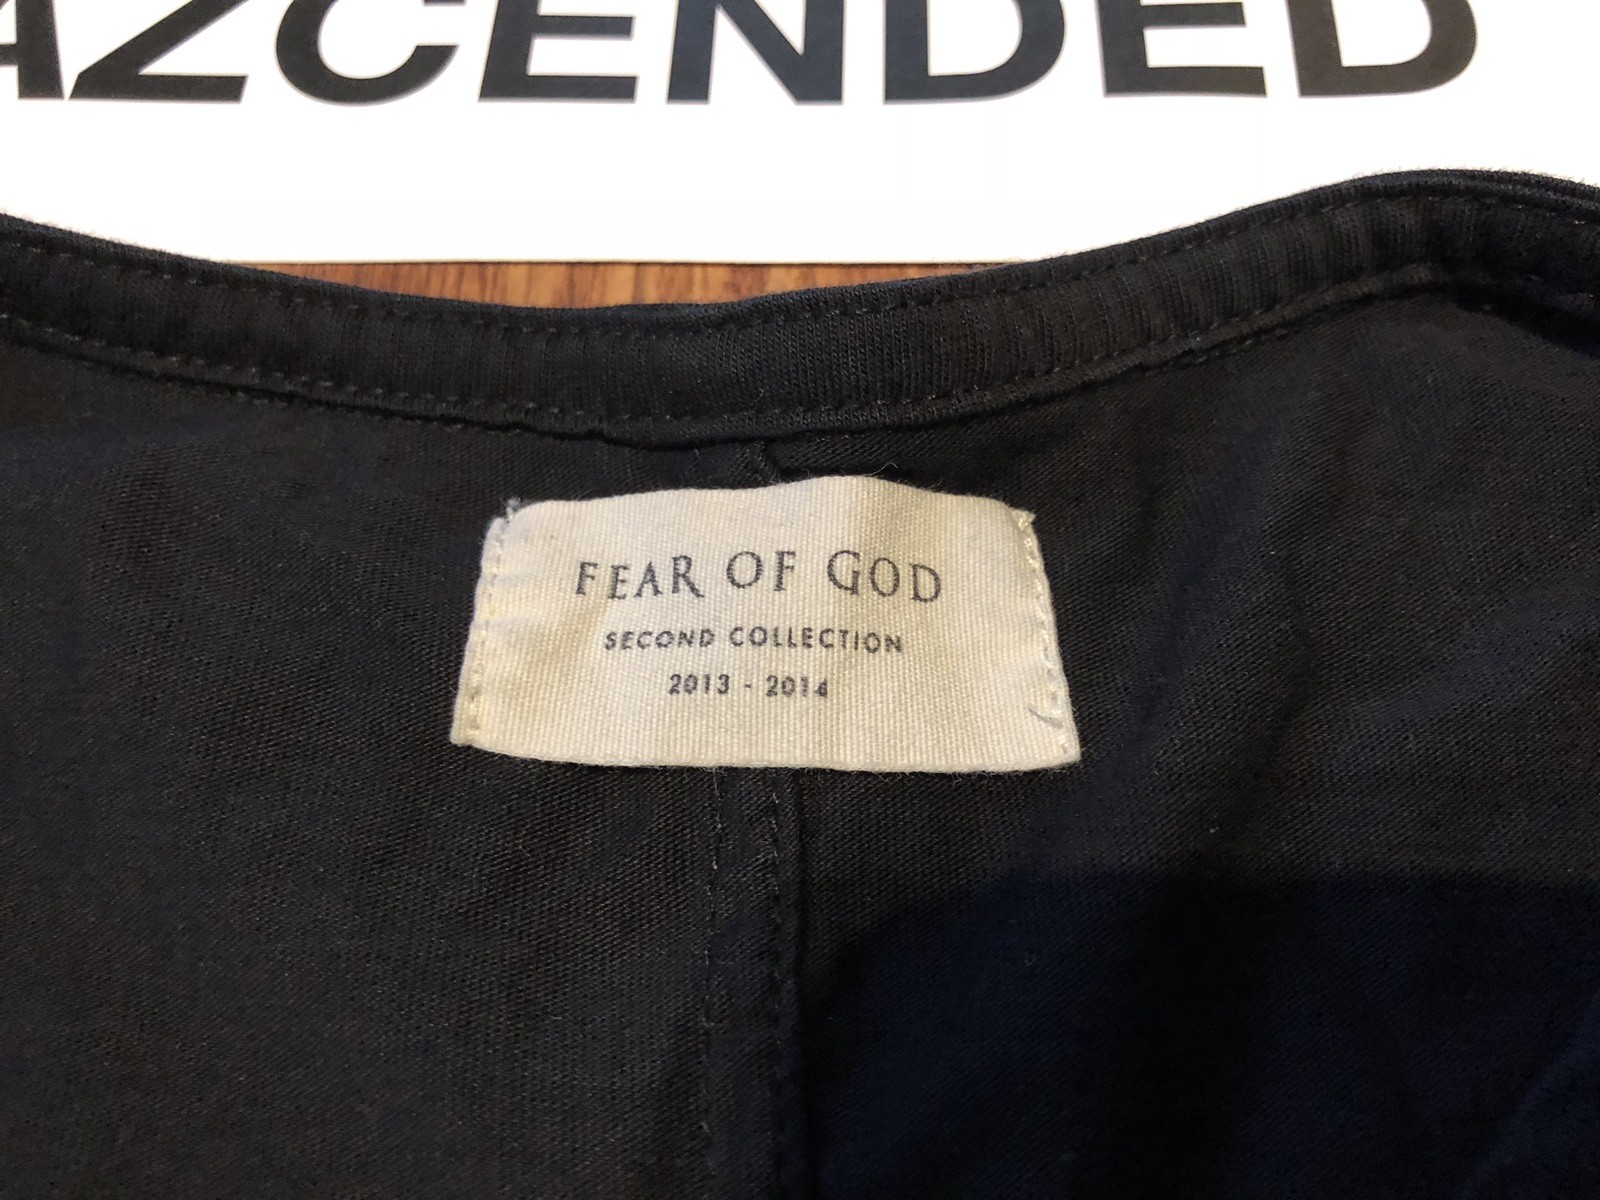 AZCENDED
FEAR OF GOD
SECOND COLLECTION
2013 - 2014